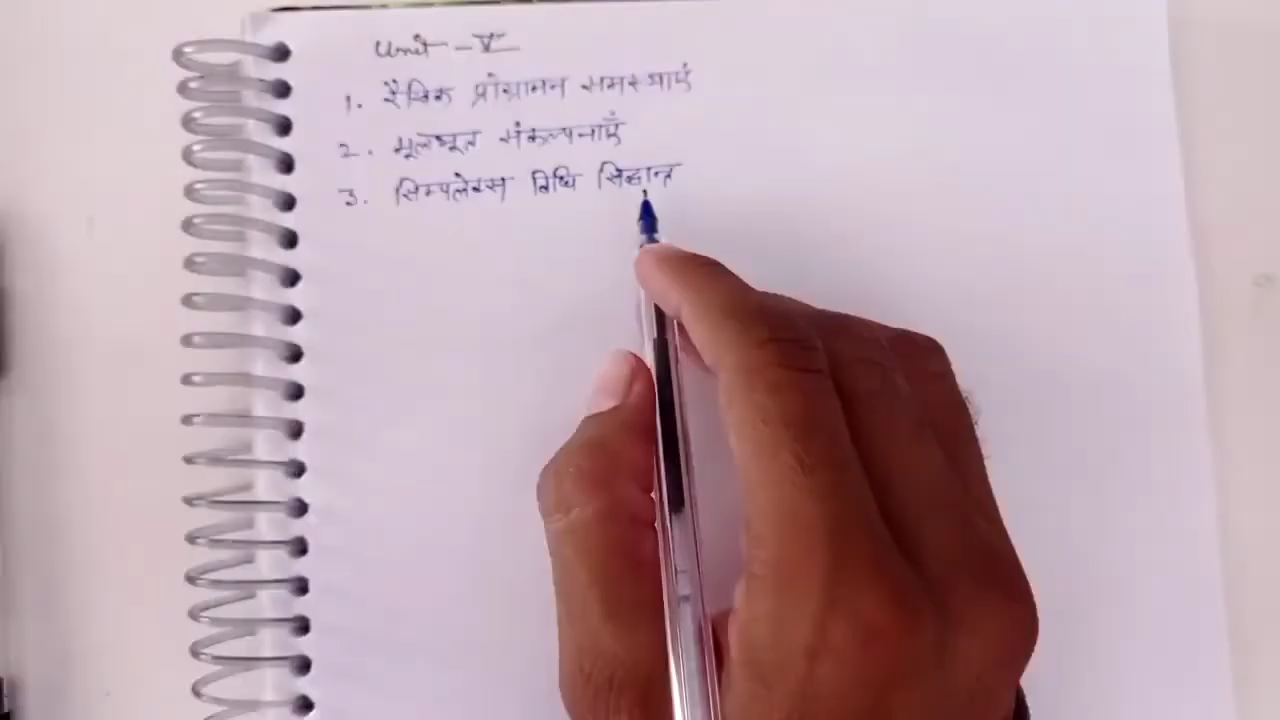 Unit - V
1. रैखिक प्रोग्रामन समस्याएं
2. मूलभूत संकल्पनाएँ
3. सिम्पलेक्स विधि सिद्धान्त